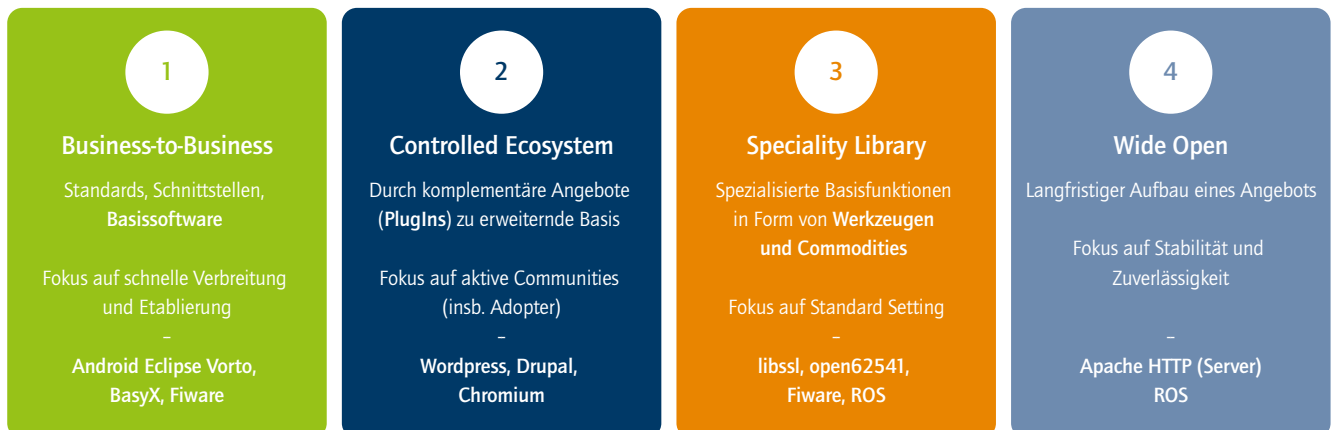 1
Business-to-Business
Standards, Schnittstellen,
Basissoftware
Fokus auf schnelle Verbreitung
und Etablierung
–
Android Eclipse Vorto,
BasyX, Fiware
2
Controlled Ecosystem
Durch komplementäre Angebote
(PlugIns) zu erweiternde Basis
Fokus auf aktive Communities
(insb. Adopter)
–
Wordpress, Drupal,
Chromium
3
Speciality Library
Spezialisierte Basisfunktionen
in Form von Werkzeugen
und Commodities
Fokus auf Standard Setting
–
libssl, open62541,
Fiware, ROS
4
Wide Open
Langfristiger Aufbau eines Angebots
Fokus auf Stabilität und
Zuverlässigkeit
–
Apache HTTP (Server)
ROS